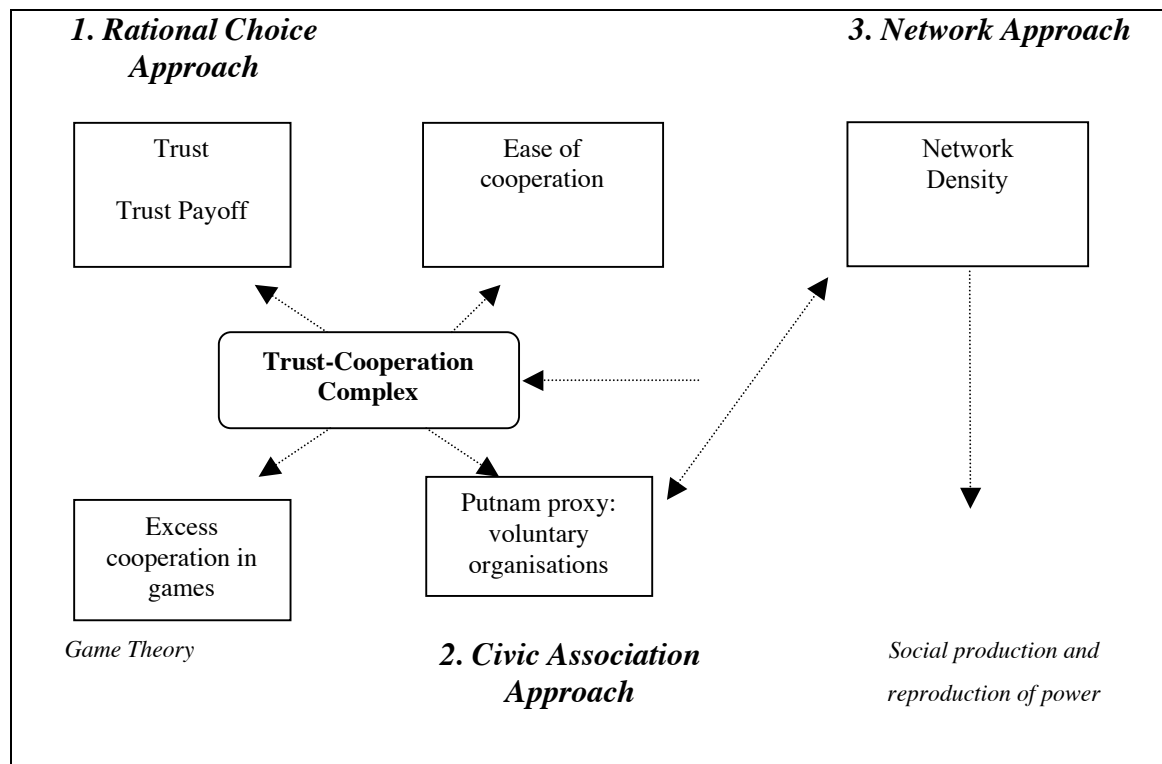 1. Rational Choice
Approach
3. Network Approach
Trust
Trust Payoff
Ease of
cooperation
Network
Density
Trust-Cooperation
Complex
Excess
cooperation in
games
Putnam proxy:
voluntary
organisations
Game Theory
2. Civic Association
Approach
Social production and
reproduction of power